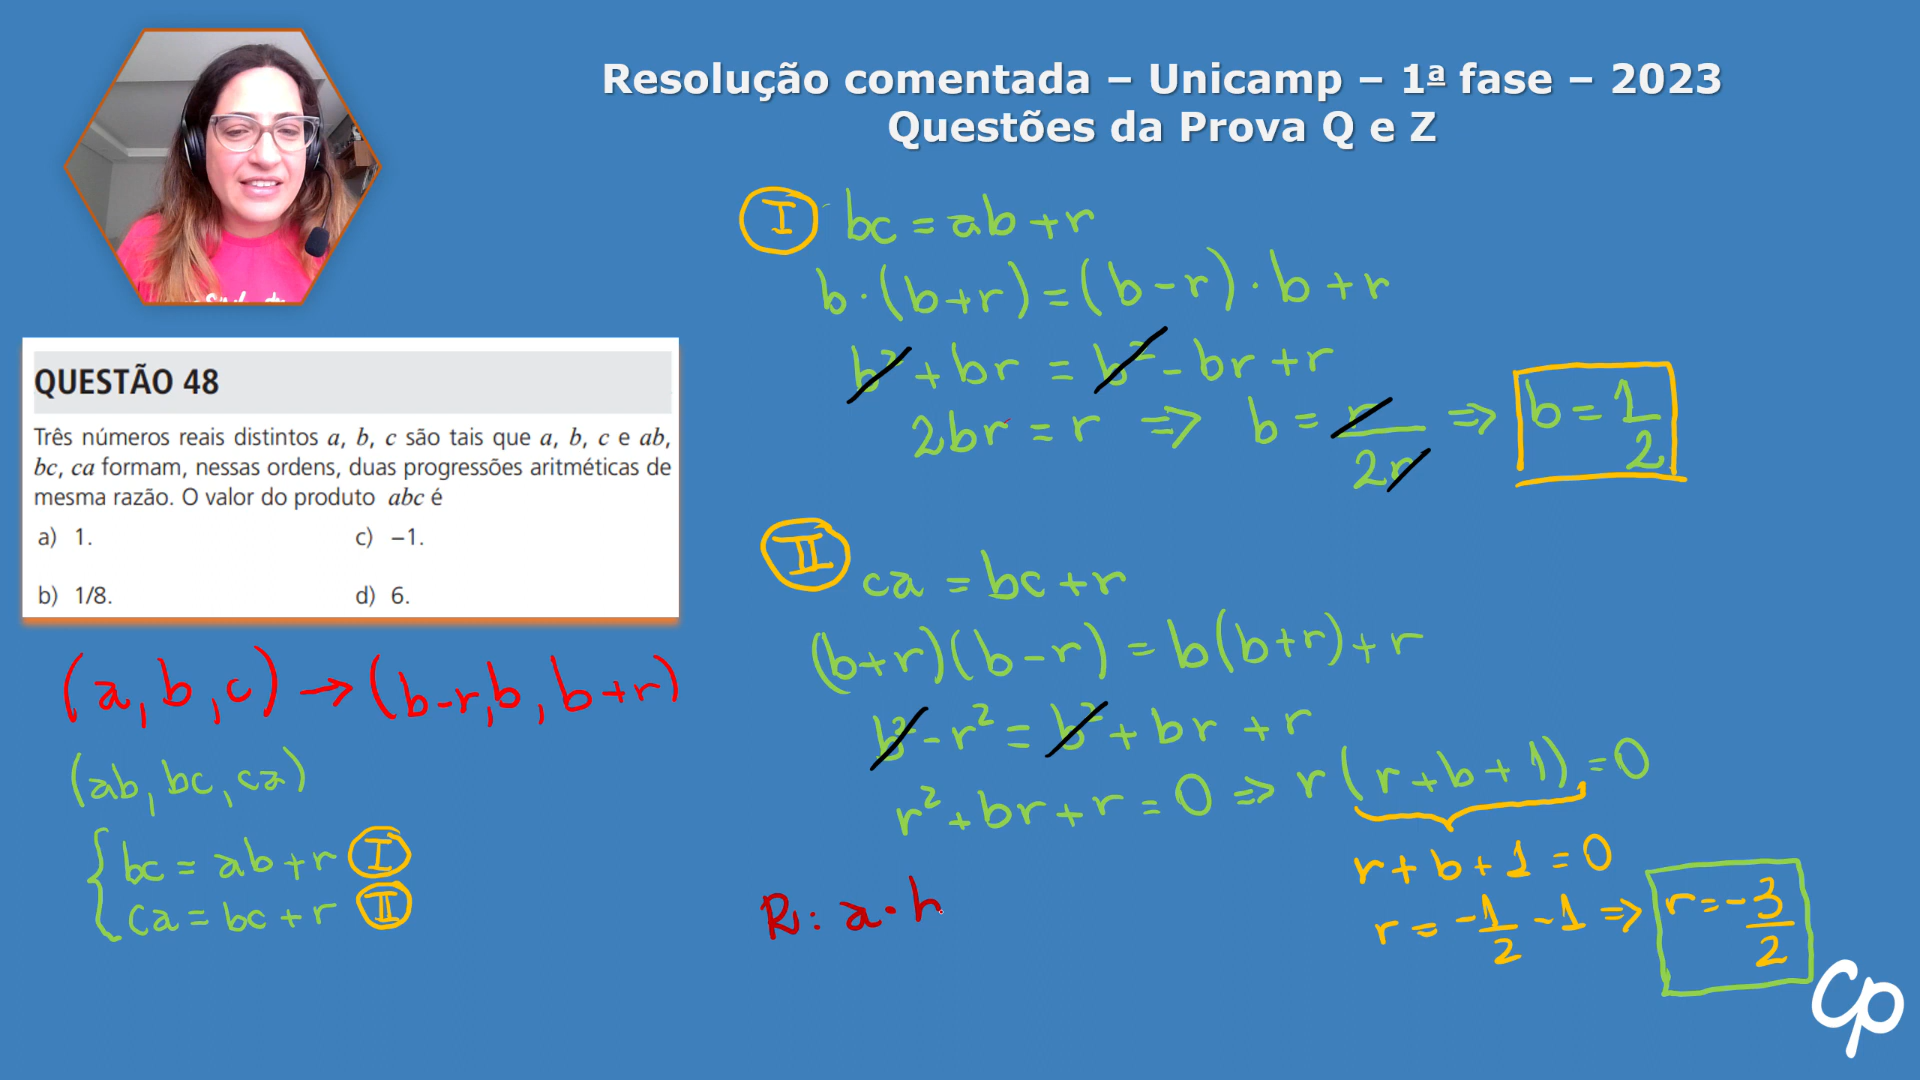 Resolução comentada – Unicamp – 1ª fase – 2023
Questões da Prova Q e Z
QUESTÃO 48
Três números reais distintos a, b, c são tais que a, b, c e ab,
bc, ca formam, nessas ordens, duas progressões aritméticas de
mesma razão. O valor do produto abc é
a) 1.
c) −1.
b) 1/8.
d) 6.
(a, b, c) → (b-r, b, b+r)
(ab, bc, ca)
{ bc = ab + r I
ca = bc + r II
I bc = ab + r
b · (b+r) = (b-r) · b + r
b² + br = b² - br + r
2br = r ⇒ b = r/2r ⇒ b = 1/2
II ca = bc + r
(b+r)(b-r) = b(b+r) + r
b² - r² = b² + br + r
r² + br + r = 0 ⇒ r(r+b+1) = 0
r + b + 1 = 0
r = -1/2 - 1 ⇒ r = -3/2
R: a · h
Cp